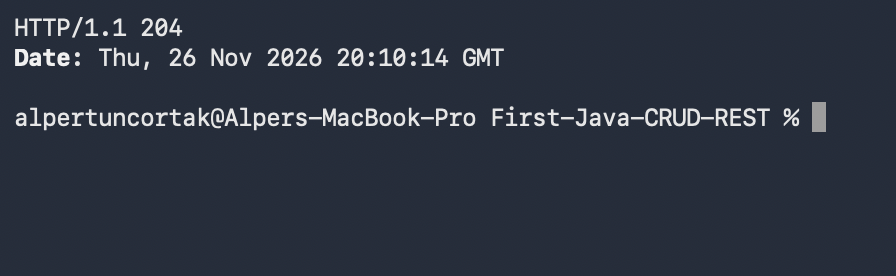 HTTP/1.1 204
Date: Thu, 26 Nov 2026 20:10:14 GMT
alpertuncortak@Alpers-MacBook-Pro First-Java-CRUD-REST %